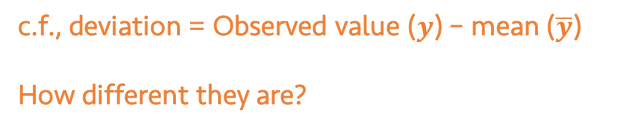 c.f., deviation = Observed value (y) − mean (y̅)
How different they are?